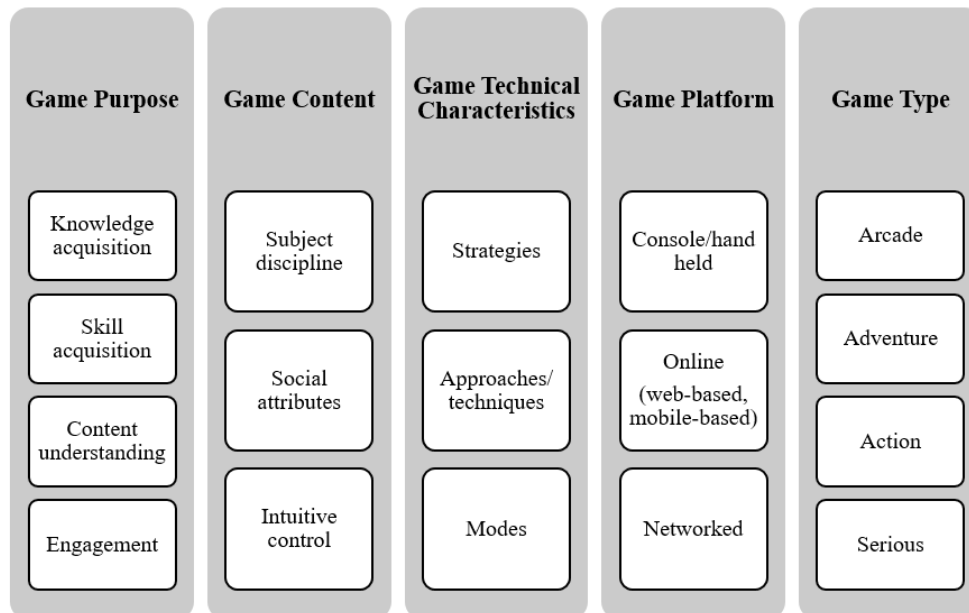 Game Purpose
Knowledge
acquisition
Skill
acquisition
Content
understanding
Engagement
Game Content
Subject
discipline
Social
attributes
Intuitive
control
Game Technical
Characteristics
Strategies
Approaches/
techniques
Modes
Game Platform
Console/hand
held
Online
(web-based,
mobile-based)
Networked
Game Type
Arcade
Adventure
Action
Serious